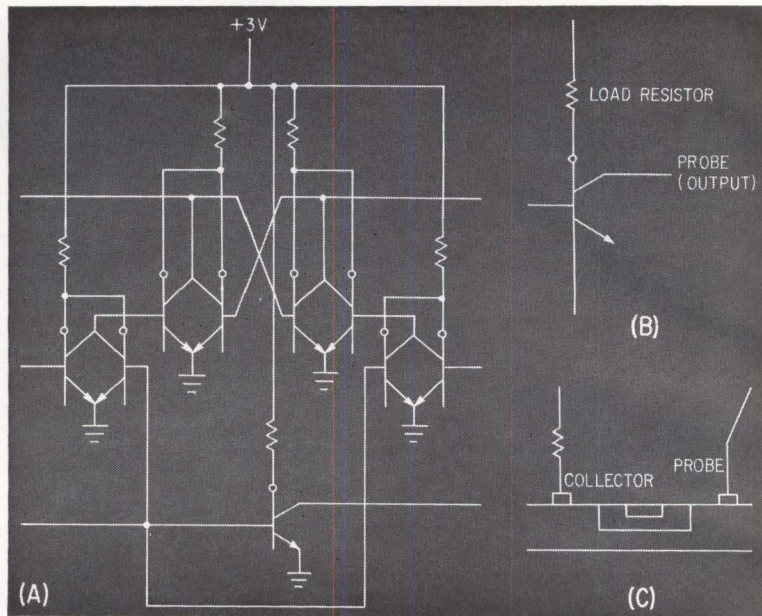 +3V
(A)
LOAD RESISTOR
PROBE
(OUTPUT)
(B)
COLLECTOR
PROBE
(C)